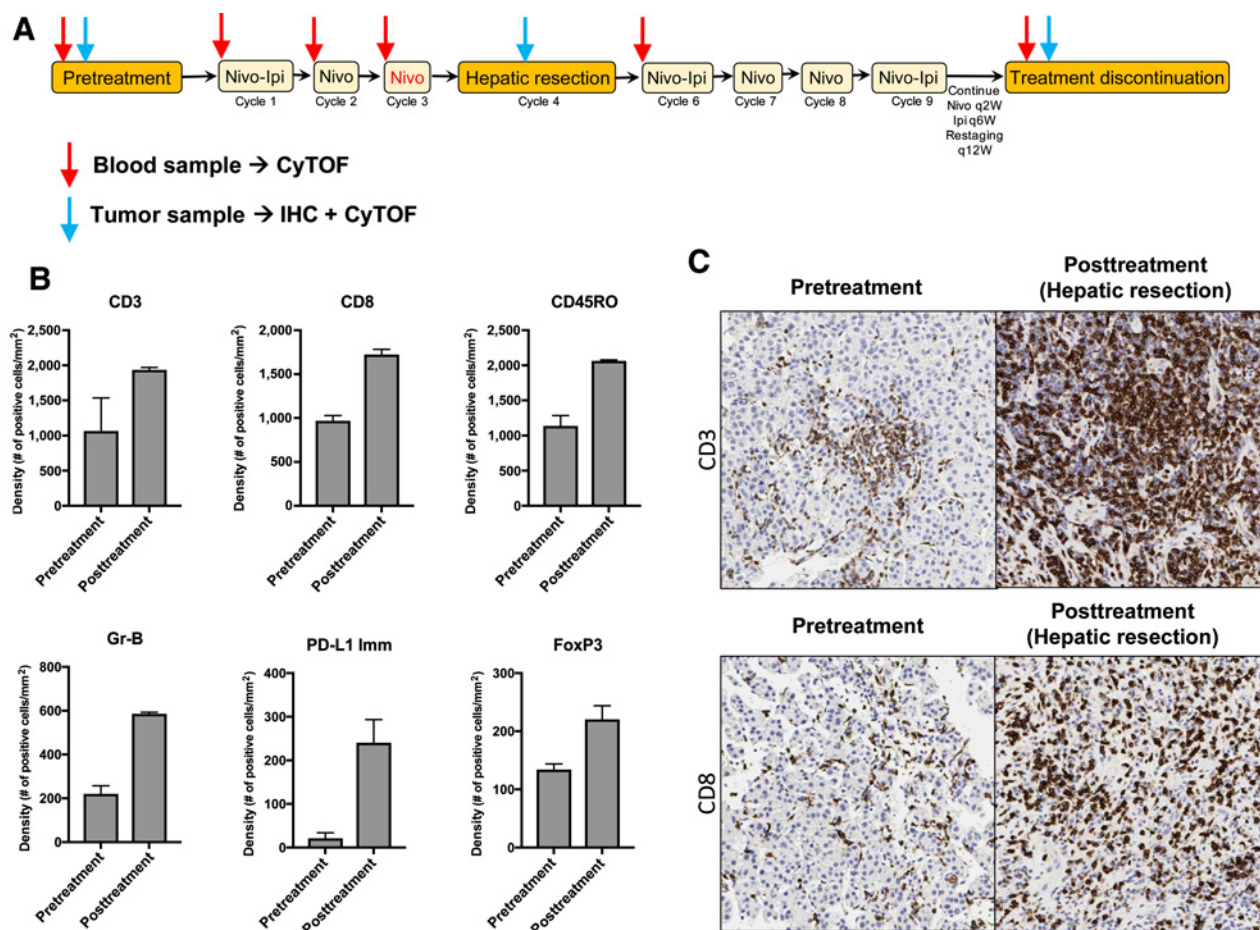 A
Pretreatment
Nivo-Ipi
Cycle 1
Nivo
Cycle 2
Nivo
Cycle 3
Hepatic resection
Cycle 4
Nivo-Ipi
Cycle 6
Nivo
Cycle 7
Nivo
Cycle 8
Nivo-Ipi
Cycle 9
Continue
Nivo q2W
Ipi q6W
Restaging
q12W
Treatment discontinuation
Blood sample → CyTOF
Tumor sample → IHC + CyTOF
B
CD3
Density (# of positive cells/mm²)
2,500
2,000
1,500
1,000
500
0
Pretreatment
Posttreatment
CD8
Density (# of positive cells/mm²)
2,000
1,500
1,000
500
0
Pretreatment
Posttreatment
CD45RO
Density (# of positive cells/mm²)
2,500
2,000
1,500
1,000
500
0
Pretreatment
Posttreatment
Gr-B
Density (# of positive cells/mm²)
800
600
400
200
0
Pretreatment
Posttreatment
PD-L1 Imm
Density (# of positive cells/mm²)
400
300
200
100
0
Pretreatment
Posttreatment
FoxP3
Density (# of positive cells/mm²)
300
200
100
0
Pretreatment
Posttreatment
C
Pretreatment
Posttreatment
(Hepatic resection)
CD3
Pretreatment
Posttreatment
(Hepatic resection)
CD8